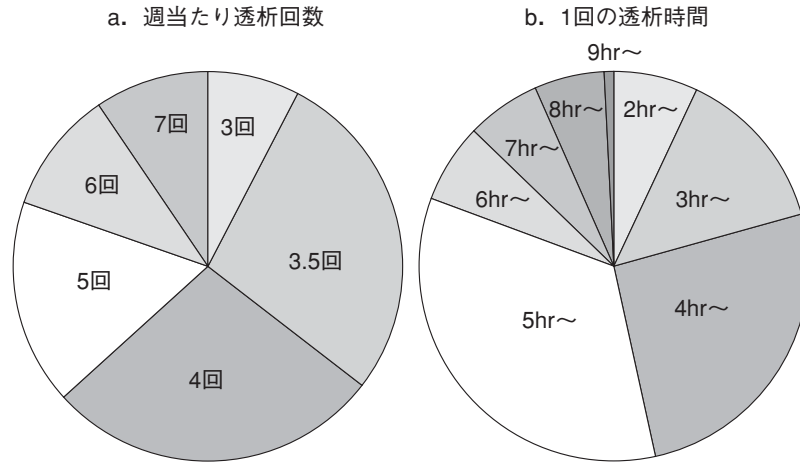 a. 週当たり透析回数
3回
3.5回
4回
5回
6回
7回
b. 1回の透析時間
9hr〜
2hr〜
3hr〜
4hr〜
5hr〜
6hr〜
7hr〜
8hr〜